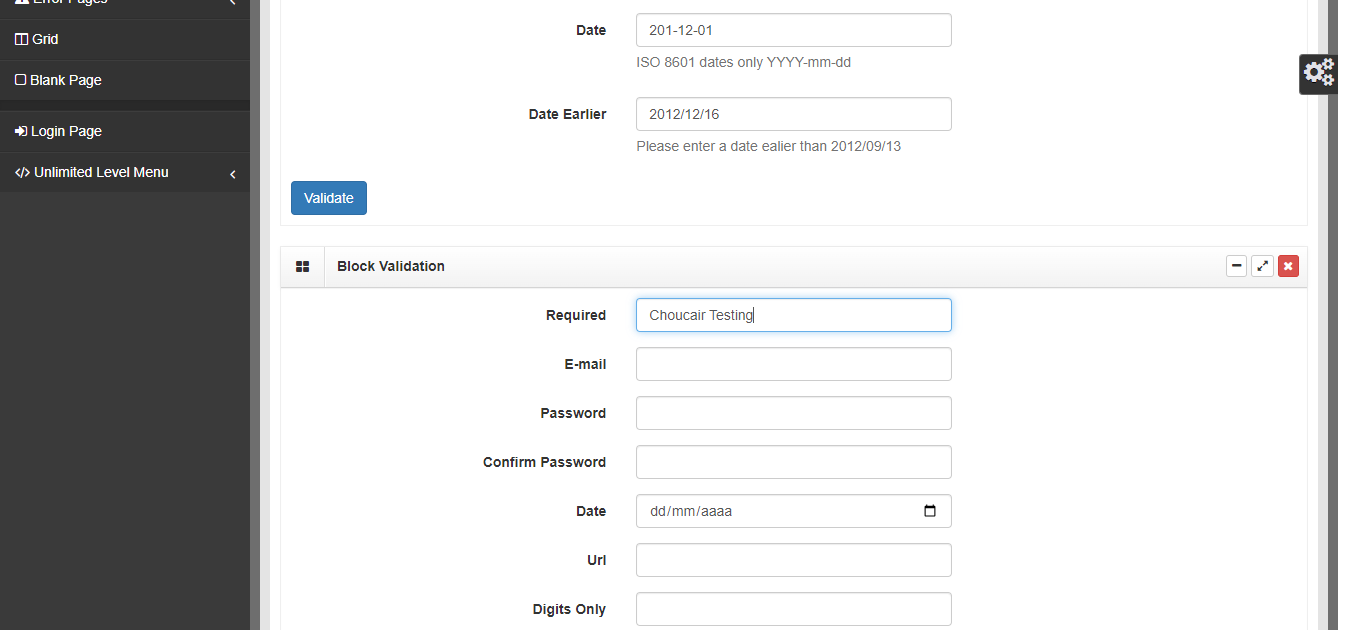 Error Pages
Grid
Blank Page
Login Page
Unlimited Level Menu
Date 201-12-01
ISO 8601 dates only YYYY-mm-dd
Date Earlier 2012/12/16
Please enter a date ealier than 2012/09/13
Validate
Block Validation
Required Choucair Testing
E-mail
Password
Confirm Password
Date dd/mm/aaaa
Url
Digits Only